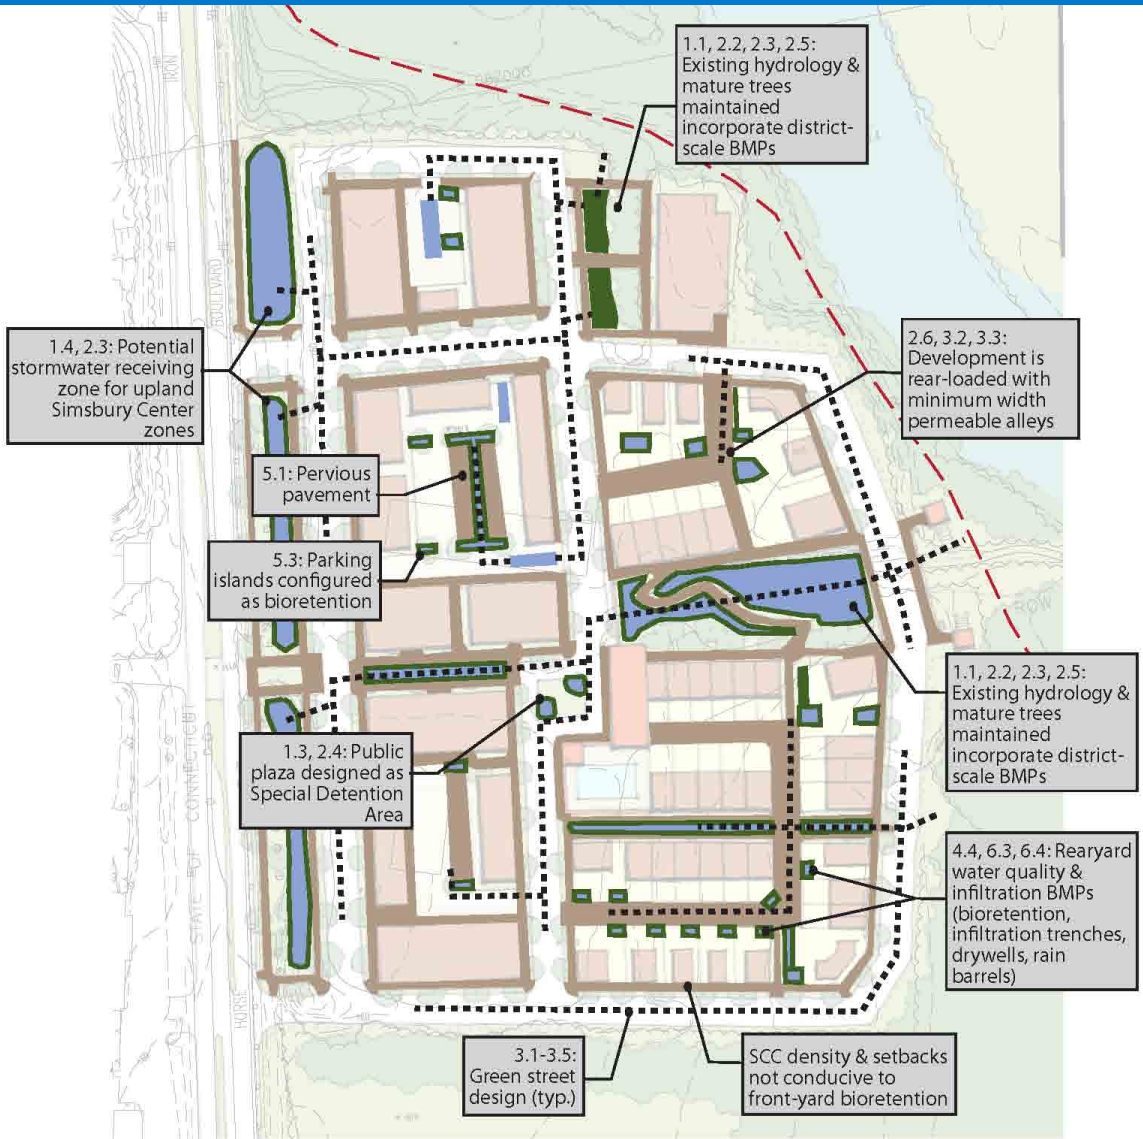 1.1, 2.2, 2.3, 2.5:
Existing hydrology &
mature trees
maintained
incorporate district-
scale BMPs
IRON
BOULEVARD
1.4, 2.3: Potential
stormwater receiving
zone for upland
Simsbury Center
zones
2.6, 3.2, 3.3:
Development is
rear-loaded with
minimum width
permeable alleys
5.1: Pervious
pavement
5.3: Parking
islands configured
as bioretention
ROW
1.1, 2.2, 2.3, 2.5:
Existing hydrology &
mature trees
maintained
incorporate district-
scale BMPs
1.3, 2.4: Public
plaza designed as
Special Detention
Area
STATE OF CONNECTICUT
4.4, 6.3, 6.4: Rearyard
water quality &
infiltration BMPs
(bioretention,
infiltration trenches,
drywells, rain
barrels)
HORSE
3.1-3.5:
Green street
design (typ.)
SCC density & setbacks
not conducive to
front-yard bioretention